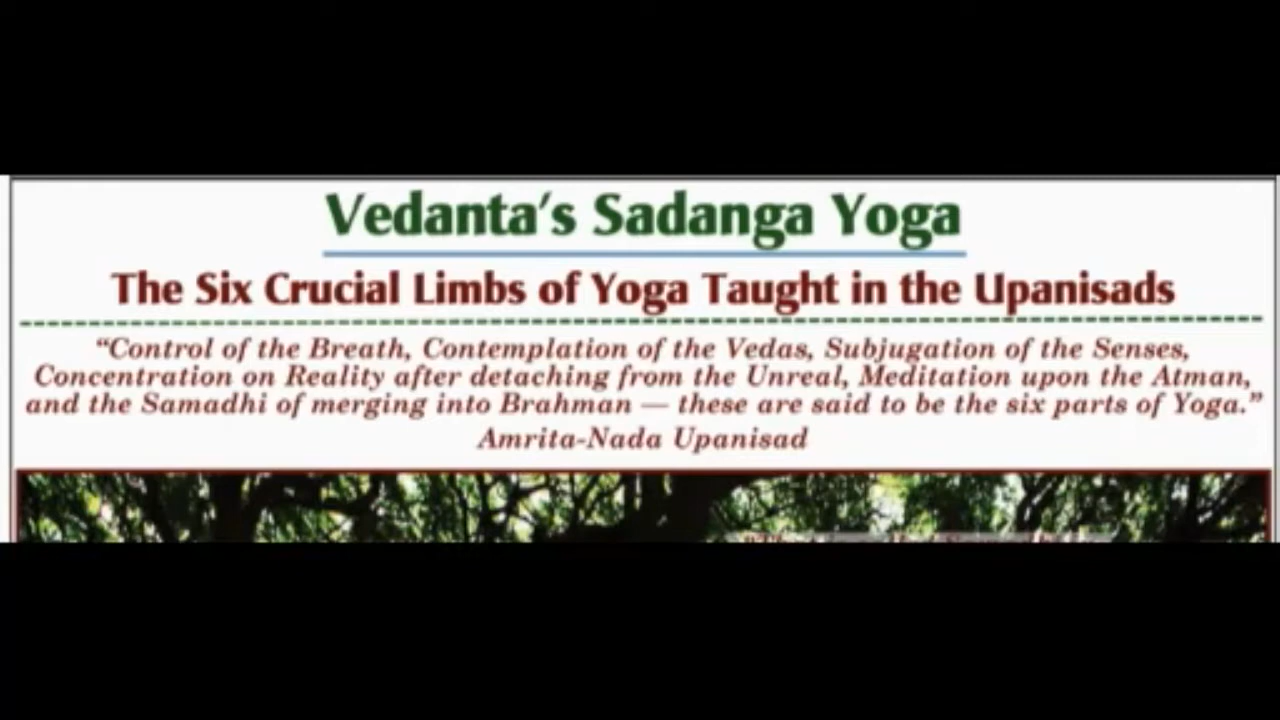 Vedanta's Sadanga Yoga
The Six Crucial Limbs of Yoga Taught in the Upanisads
"Control of the Breath, Contemplation of the Vedas, Subjugation of the Senses,
Concentration on Reality after detaching from the Unreal, Meditation upon the Atman,
and the Samadhi of merging into Brahman — these are said to be the six parts of Yoga."
Amrita-Nada Upanisad